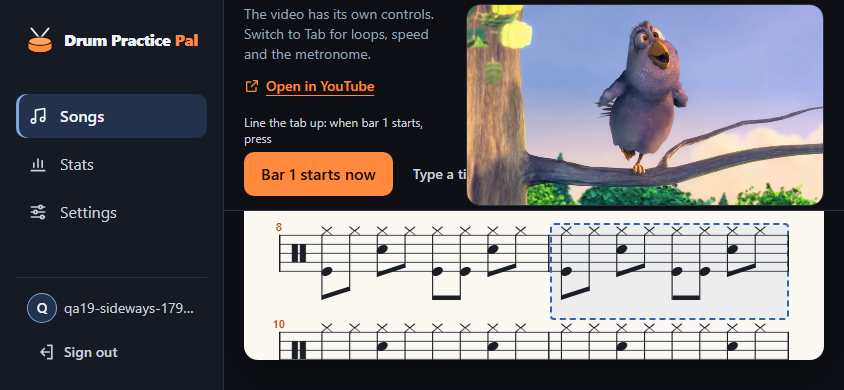 Drum Practice Pal
Songs
Stats
Settings
Q
qa19-sideways-179...
Sign out
The video has its own controls.
Switch to Tab for loops, speed
and the metronome.
Open in YouTube
Line the tab up: when bar 1 starts,
press
Bar 1 starts now
Type a ti
8
10